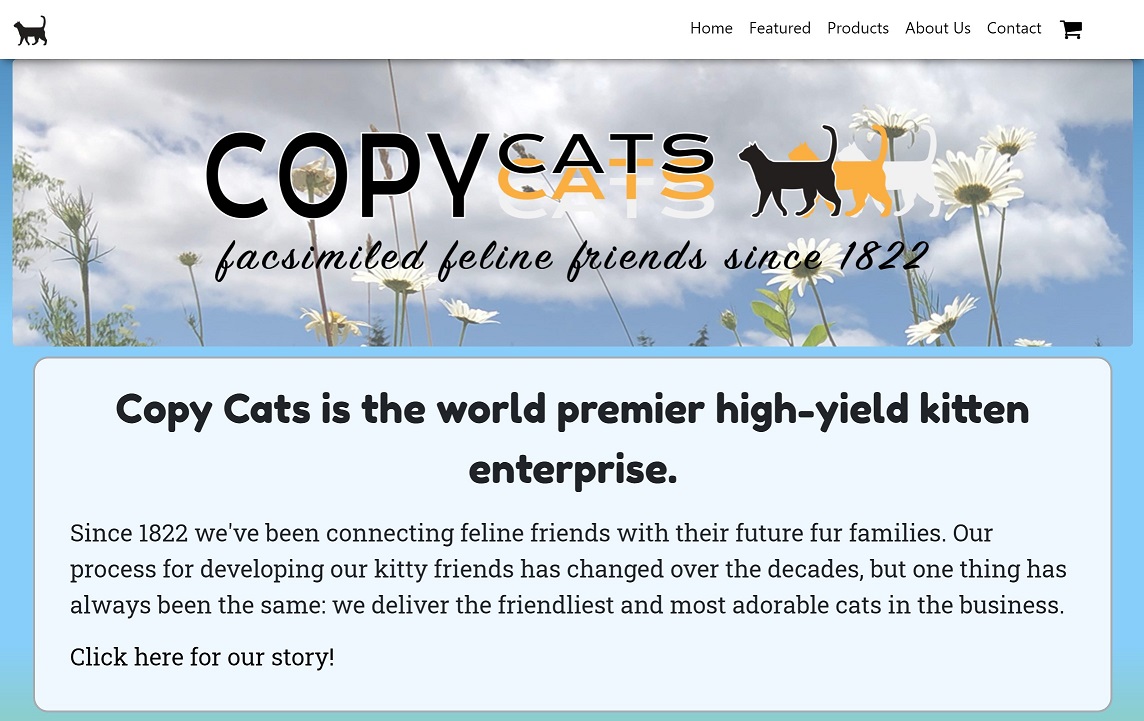 Home Featured Products About Us Contact
COPYCATS
CATS
CATS
facsimiled feline friends since 1822
Copy Cats is the world premier high-yield kitten
enterprise.
Since 1822 we've been connecting feline friends with their future fur families. Our
process for developing our kitty friends has changed over the decades, but one thing has
always been the same: we deliver the friendliest and most adorable cats in the business.
Click here for our story!